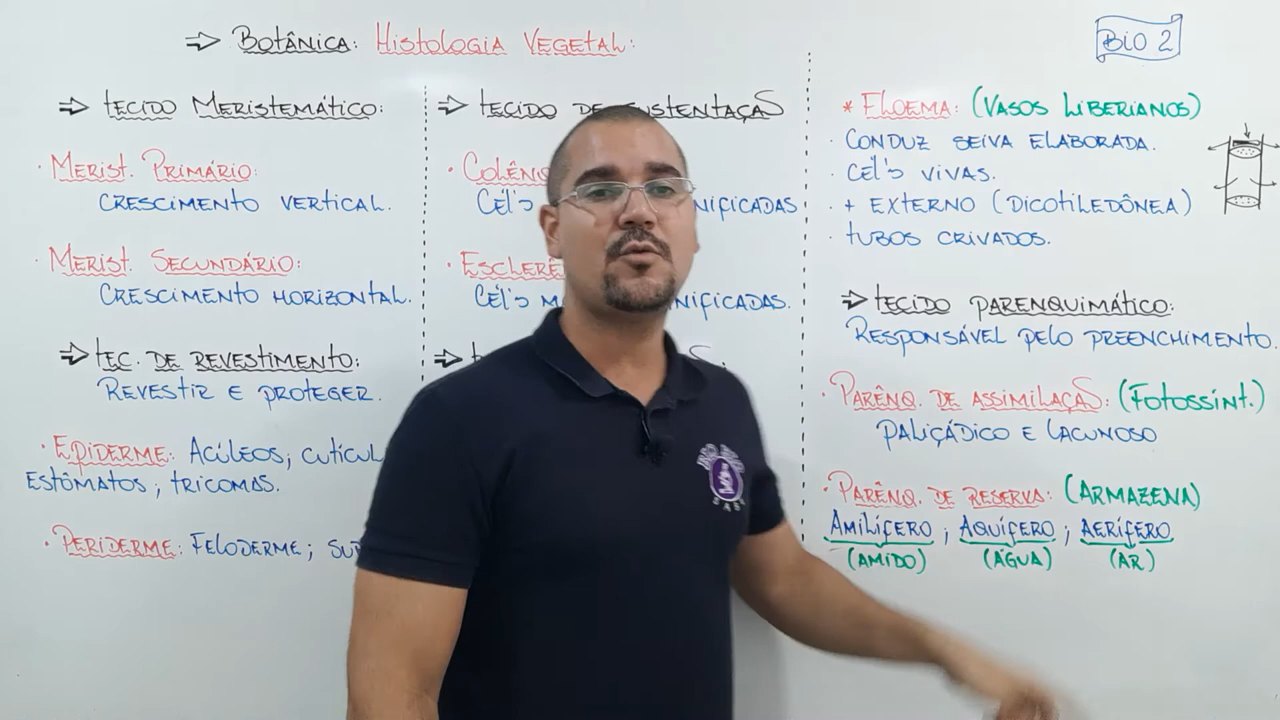 ⇒ Botânica: Histologia Vegetal:
BIO 2
⇒ Tecido Meristemático:
· Merist. Primário:
Crescimento vertical.
· Merist. Secundário:
Crescimento horizontal.
⇒ Tec. de revestimento:
Revestir e proteger.
· Epiderme: Acúleos; cutícul
Estômatos; tricomas.
· Periderme: Feloderme;
⇒ Tecido de sustentação
Cél's nificadas
Cél's nificadas.
* Floema: (Vasos Liberianos)
· Conduz seiva elaborada.
· Cél's vivas.
· + externo (Dicotiledônea)
· Tubos crivados.
⇒ Tecido parenquimático:
Responsável pelo preenchimento.
· Parênq. de assimilação: (Fotossínt.)
Paliçádico e lacunoso
· Parênq. de reserva: (Armazena)
Amilífero ; Aquífero ; Aerífero
(Amido) (Água) (Ar)